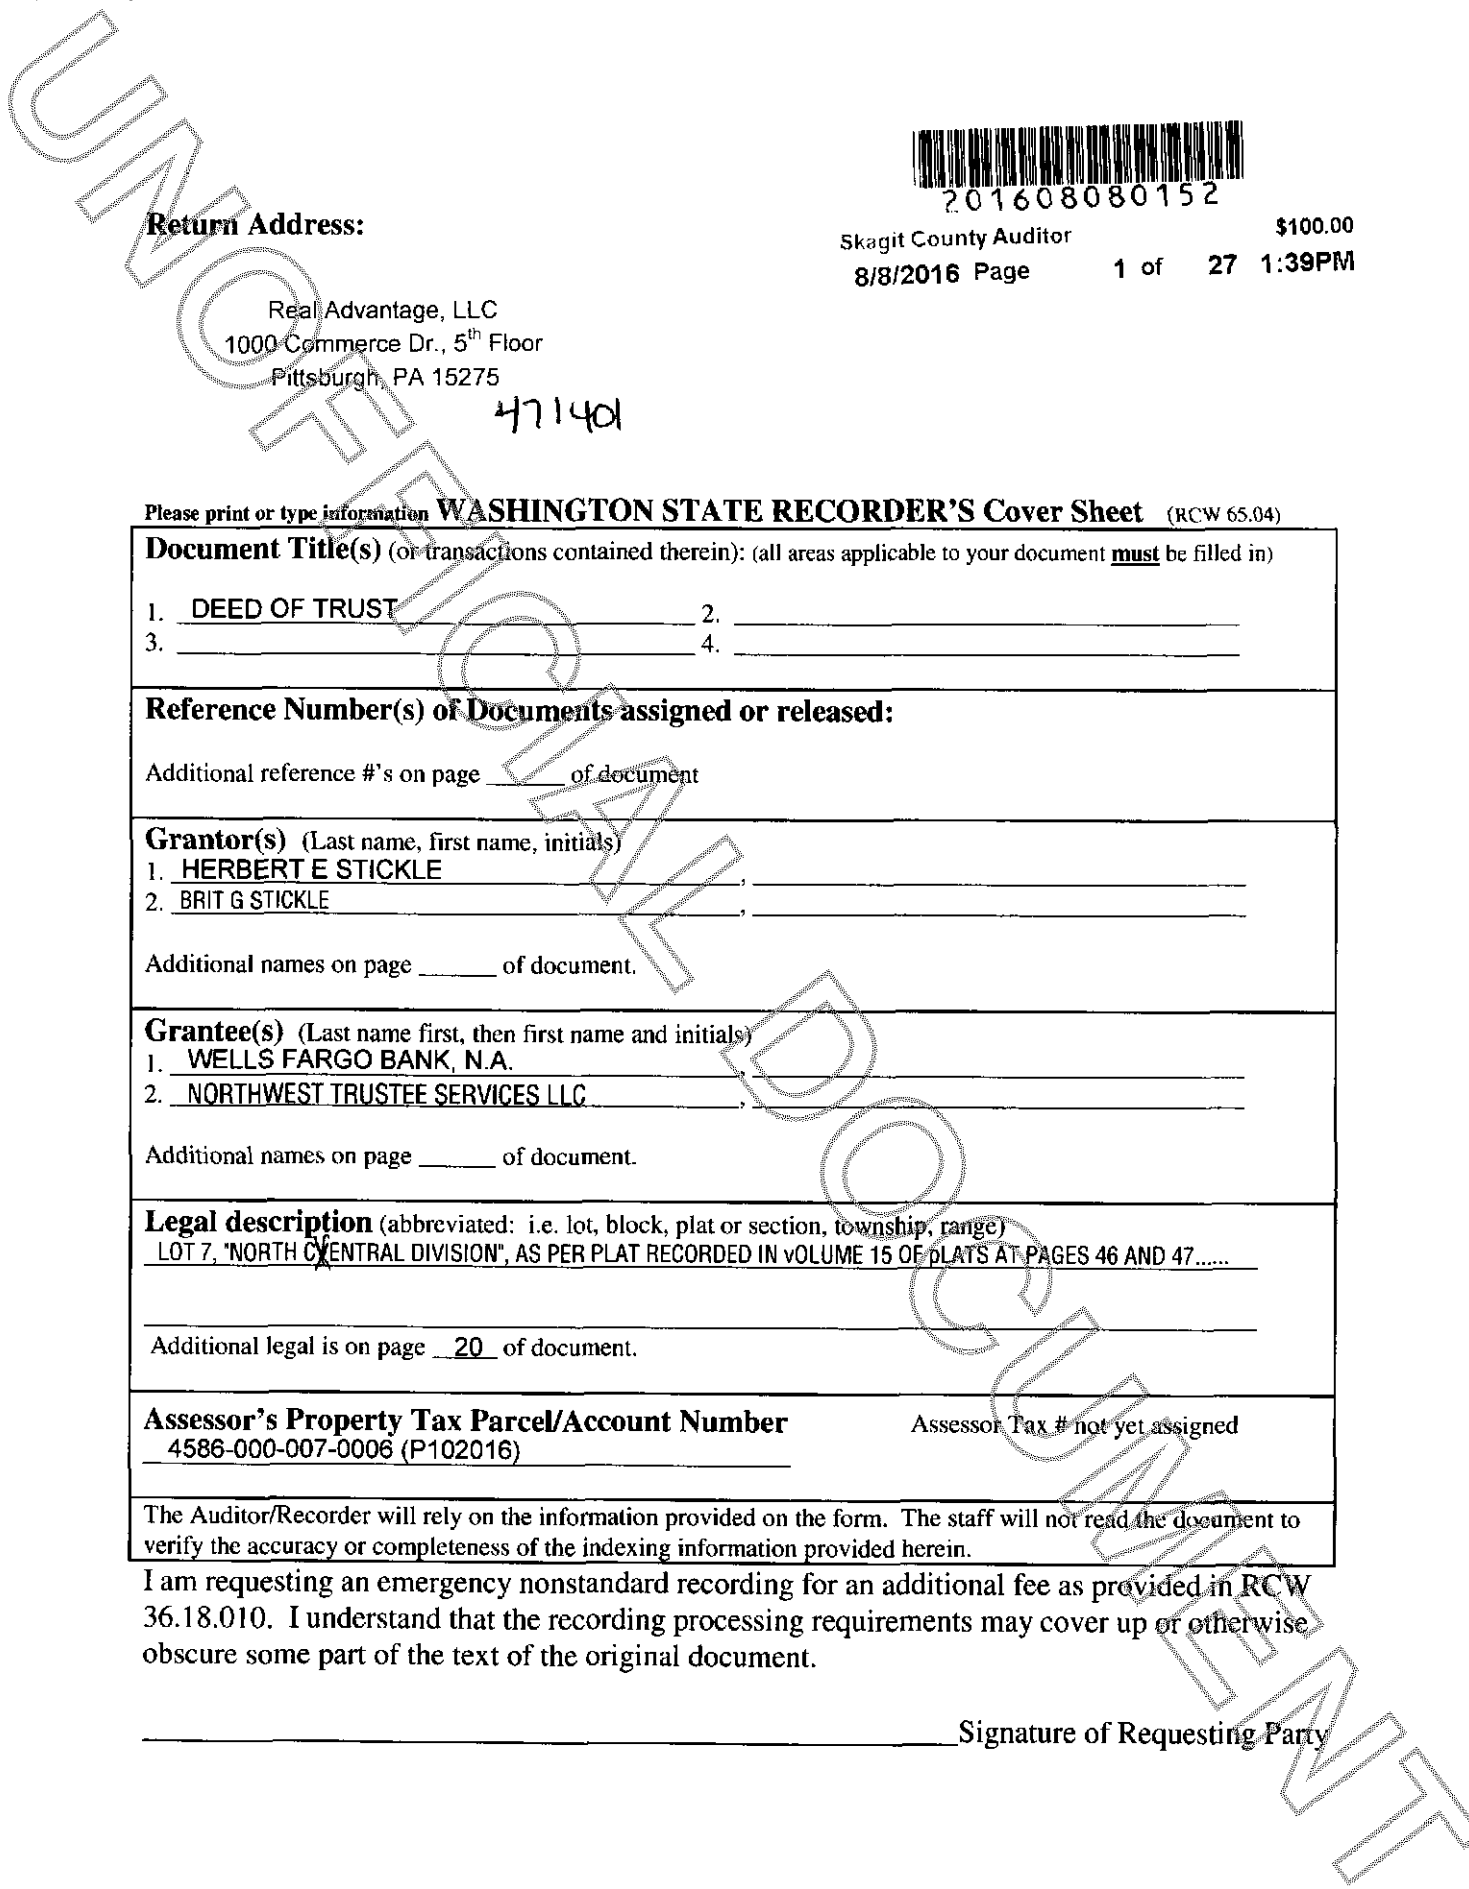 201608080152
Skagit County Auditor $100.00
8/8/2016 Page 1 of 27 1:39PM
Return Address:
Real Advantage, LLC
1000 Commerce Dr., 5th Floor
Pittsburgh, PA 15275
471401
Please print or type information WASHINGTON STATE RECORDER'S Cover Sheet (RCW 65.04)
Document Title(s) (or transactions contained therein): (all areas applicable to your document must be filled in)
1. DEED OF TRUST 2.
3. 4.
Reference Number(s) of Documents assigned or released:
Additional reference #'s on page ______ of document
Grantor(s) (Last name, first name, initials)
1. HERBERT E STICKLE ,
2. BRIT G STICKLE ,
Additional names on page ______ of document.
Grantee(s) (Last name first, then first name and initials)
1. WELLS FARGO BANK, N.A. ,
2. NORTHWEST TRUSTEE SERVICES LLC ,
Additional names on page ______ of document.
Legal description (abbreviated: i.e. lot, block, plat or section, township, range)
LOT 7, "NORTH CENTRAL DIVISION", AS PER PLAT RECORDED IN vOLUME 15 OF pLATS AT PAGES 46 AND 47......
Additional legal is on page 20 of document.
Assessor's Property Tax Parcel/Account Number Assessor Tax # not yet assigned
4586-000-007-0006 (P102016)
The Auditor/Recorder will rely on the information provided on the form. The staff will not read the document to
verify the accuracy or completeness of the indexing information provided herein.
I am requesting an emergency nonstandard recording for an additional fee as provided in RCW
36.18.010. I understand that the recording processing requirements may cover up or otherwise
obscure some part of the text of the original document.
Signature of Requesting Party
UNOFFICIAL DOCUMENT